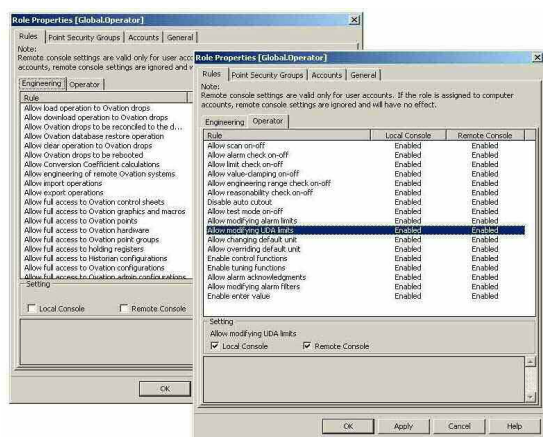 Role Properties [Global.Operator]
Rules Point Security Groups Accounts General
Note:
Remote console settings are valid only for user acco
accounts, remote console settings are ignored and w
Engineering Operator
Rule
Allow load operation to Ovation drops
Allow download operation to Ovation drops
Allow Ovation drops to be reconciled to the d...
Allow Ovation database restore operation
Allow clear operation to Ovation drops
Allow Ovation drops to be rebooted
Allow Conversion Coefficient calculations
Allow engineering of remote Ovation systems
Allow import operations
Allow export operations
Allow full access to Ovation control sheets
Allow full access to Ovation graphics and macros
Allow full access to Ovation points
Allow full access to Ovation hardware
Allow full access to Ovation point groups
Allow full access to holding registers
Allow full access to Historian configurations
Allow full access to Ovation configurations
Allow full access to Ovation admin configurations
Setting
Local Console Remote Console
OK
Role Properties [Global.Operator]
Rules Point Security Groups Accounts General
Note:
Remote console settings are valid only for user accounts. If the role is assigned to computer
accounts, remote console settings are ignored and will have no effect.
Engineering Operator
Rule Local Console Remote Console
Allow scan on-off Enabled Enabled
Allow alarm check on-off Enabled Enabled
Allow limit check on-off Enabled Enabled
Allow value-clamping on-off Enabled Enabled
Allow engineering range check on-off Enabled Enabled
Allow reasonability check on-off Enabled Enabled
Disable auto cutout Enabled Enabled
Allow test mode on-off Enabled Enabled
Allow modifying alarm limits Enabled Enabled
Allow modifying UDA limits Enabled Enabled
Allow changing default unit Enabled Enabled
Allow overriding default unit Enabled Enabled
Enable control functions Enabled Enabled
Enable tuning functions Enabled Enabled
Allow alarm acknowledgments Enabled Enabled
Allow modifying alarm filters Enabled Enabled
Enable enter value Enabled Enabled
Setting
Allow modifying UDA limits
Local Console Remote Console
OK Apply Cancel Help